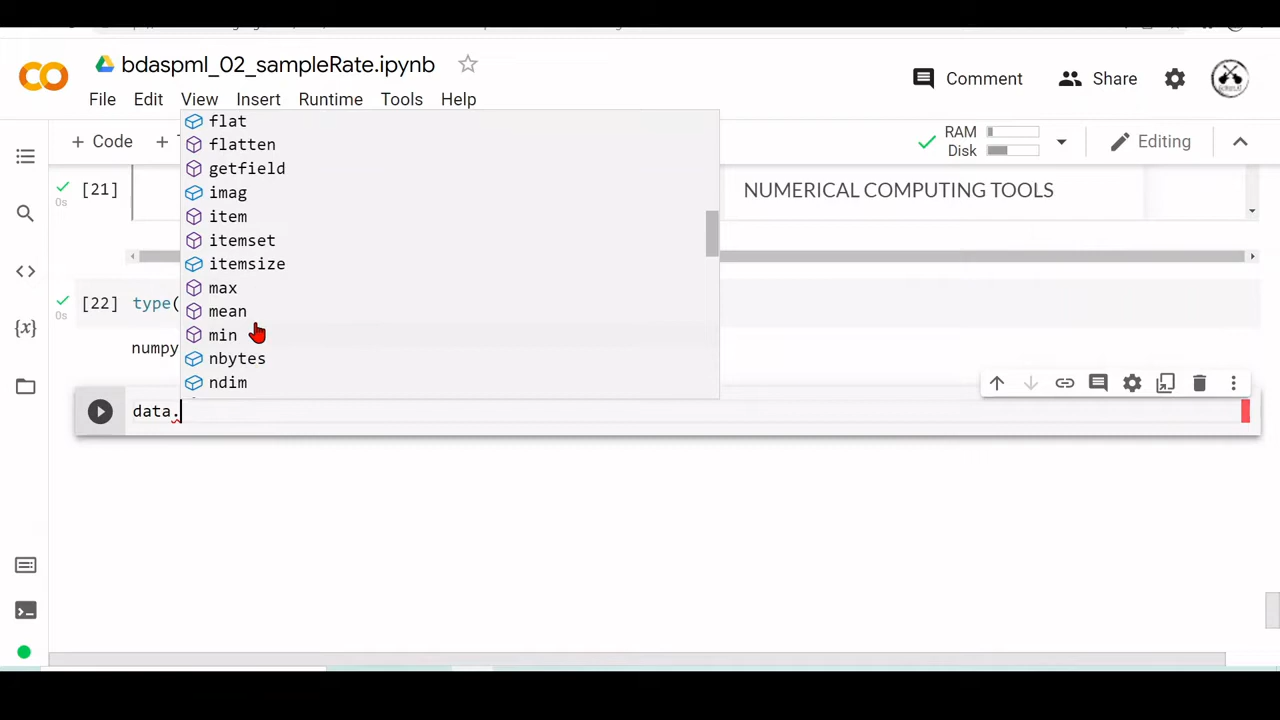 bdaspml_02_sampleRate.ipynb
Comment
Share
File Edit View Insert Runtime Tools Help
+ Code +
RAM
Disk
Editing
flat
flatten
getfield
imag
item
itemset
itemsize
max
mean
min
nbytes
ndim
[21]
0s
NUMERICAL COMPUTING TOOLS
[22] type(
0s
numpy
data.
{x}